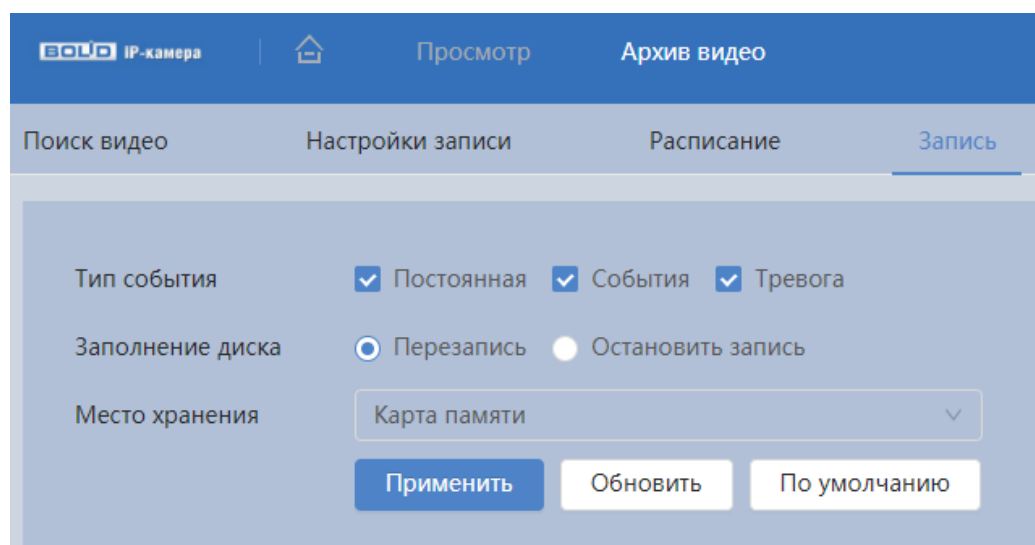 BOLID IP-камера Просмотр Архив видео
Поиск видео Настройки записи Расписание Запись
Тип события Постоянная События Тревога
Заполнение диска Перезапись Остановить запись
Место хранения Карта памяти
Применить Обновить По умолчанию